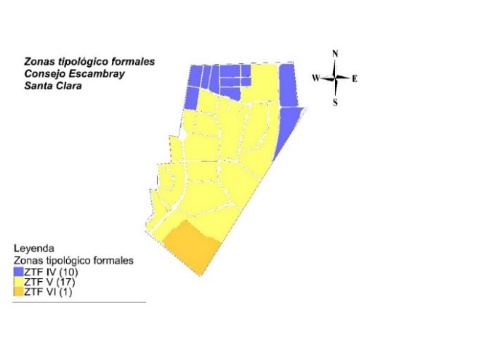 Zonas tipológico formales
Consejo Escambray
Santa Clara
N
W E
S
Leyenda
Zonas tipológico formales
ZTF IV (10)
ZTF V (17)
ZTF VI (1)